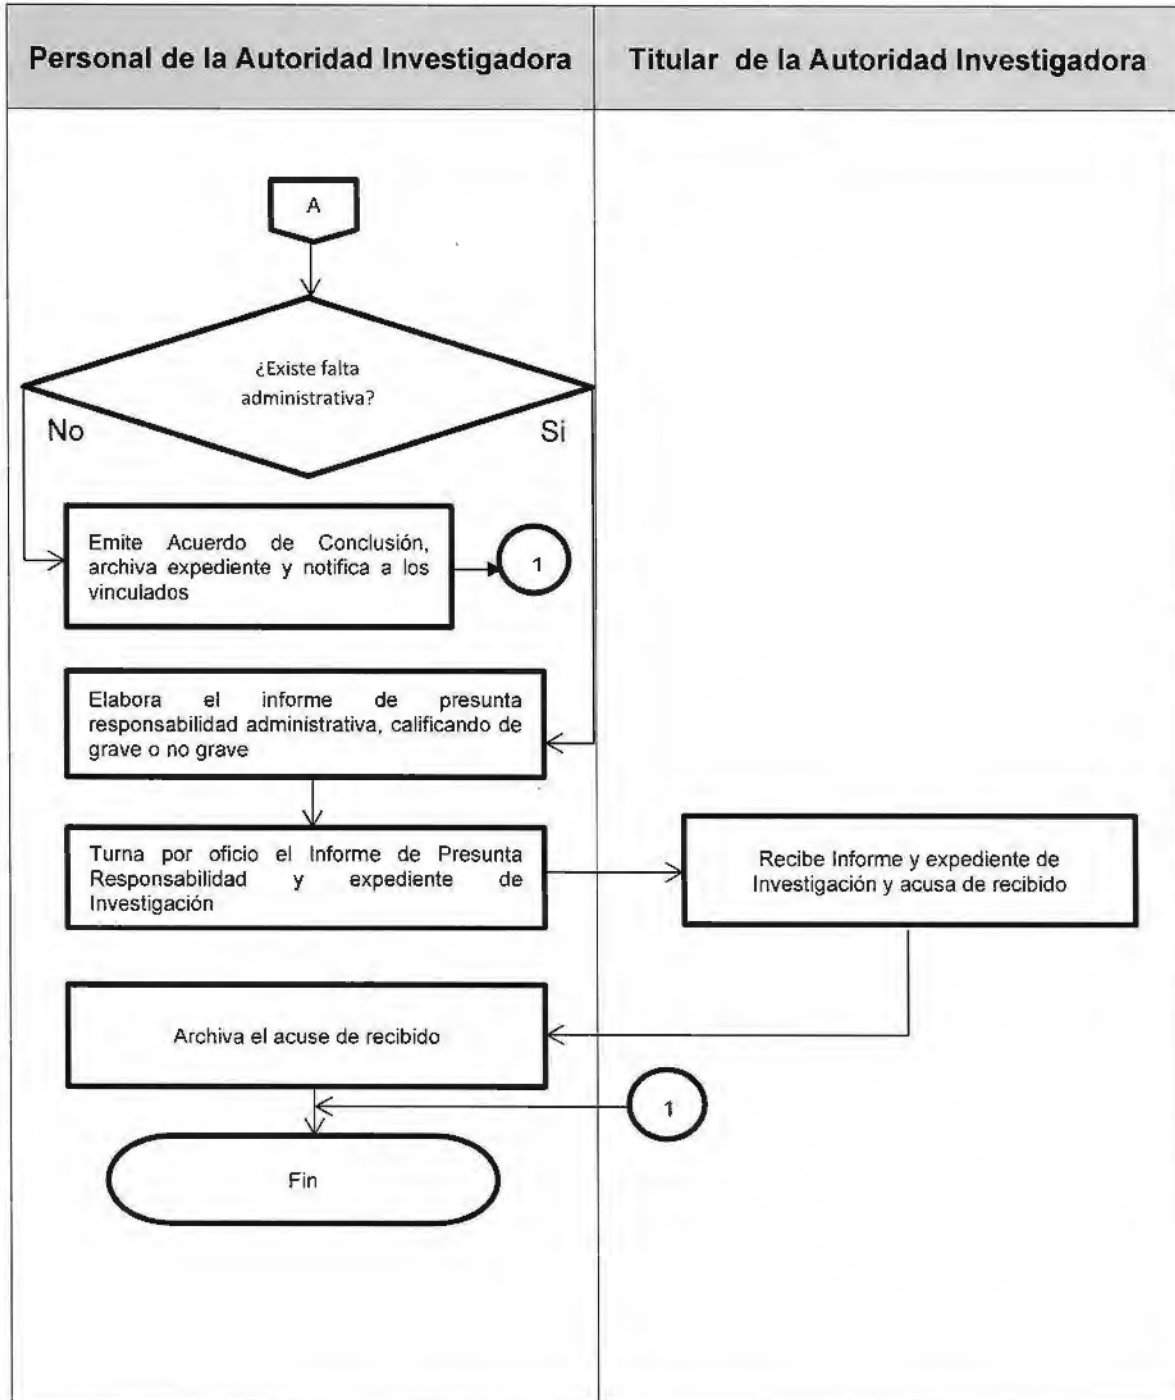 Personal de la Autoridad Investigadora
Titular de la Autoridad Investigadora
A
¿Existe falta
administrativa?
No
Si
Emite Acuerdo de Conclusión,
archiva expediente y notifica a los
vinculados
1
Elabora el informe de presunta
responsabilidad administrativa, calificando de
grave o no grave
Turna por oficio el Informe de Presunta
Responsabilidad y expediente de
Investigación
Recibe Informe y expediente de
Investigación y acusa de recibido
Archiva el acuse de recibido
1
Fin